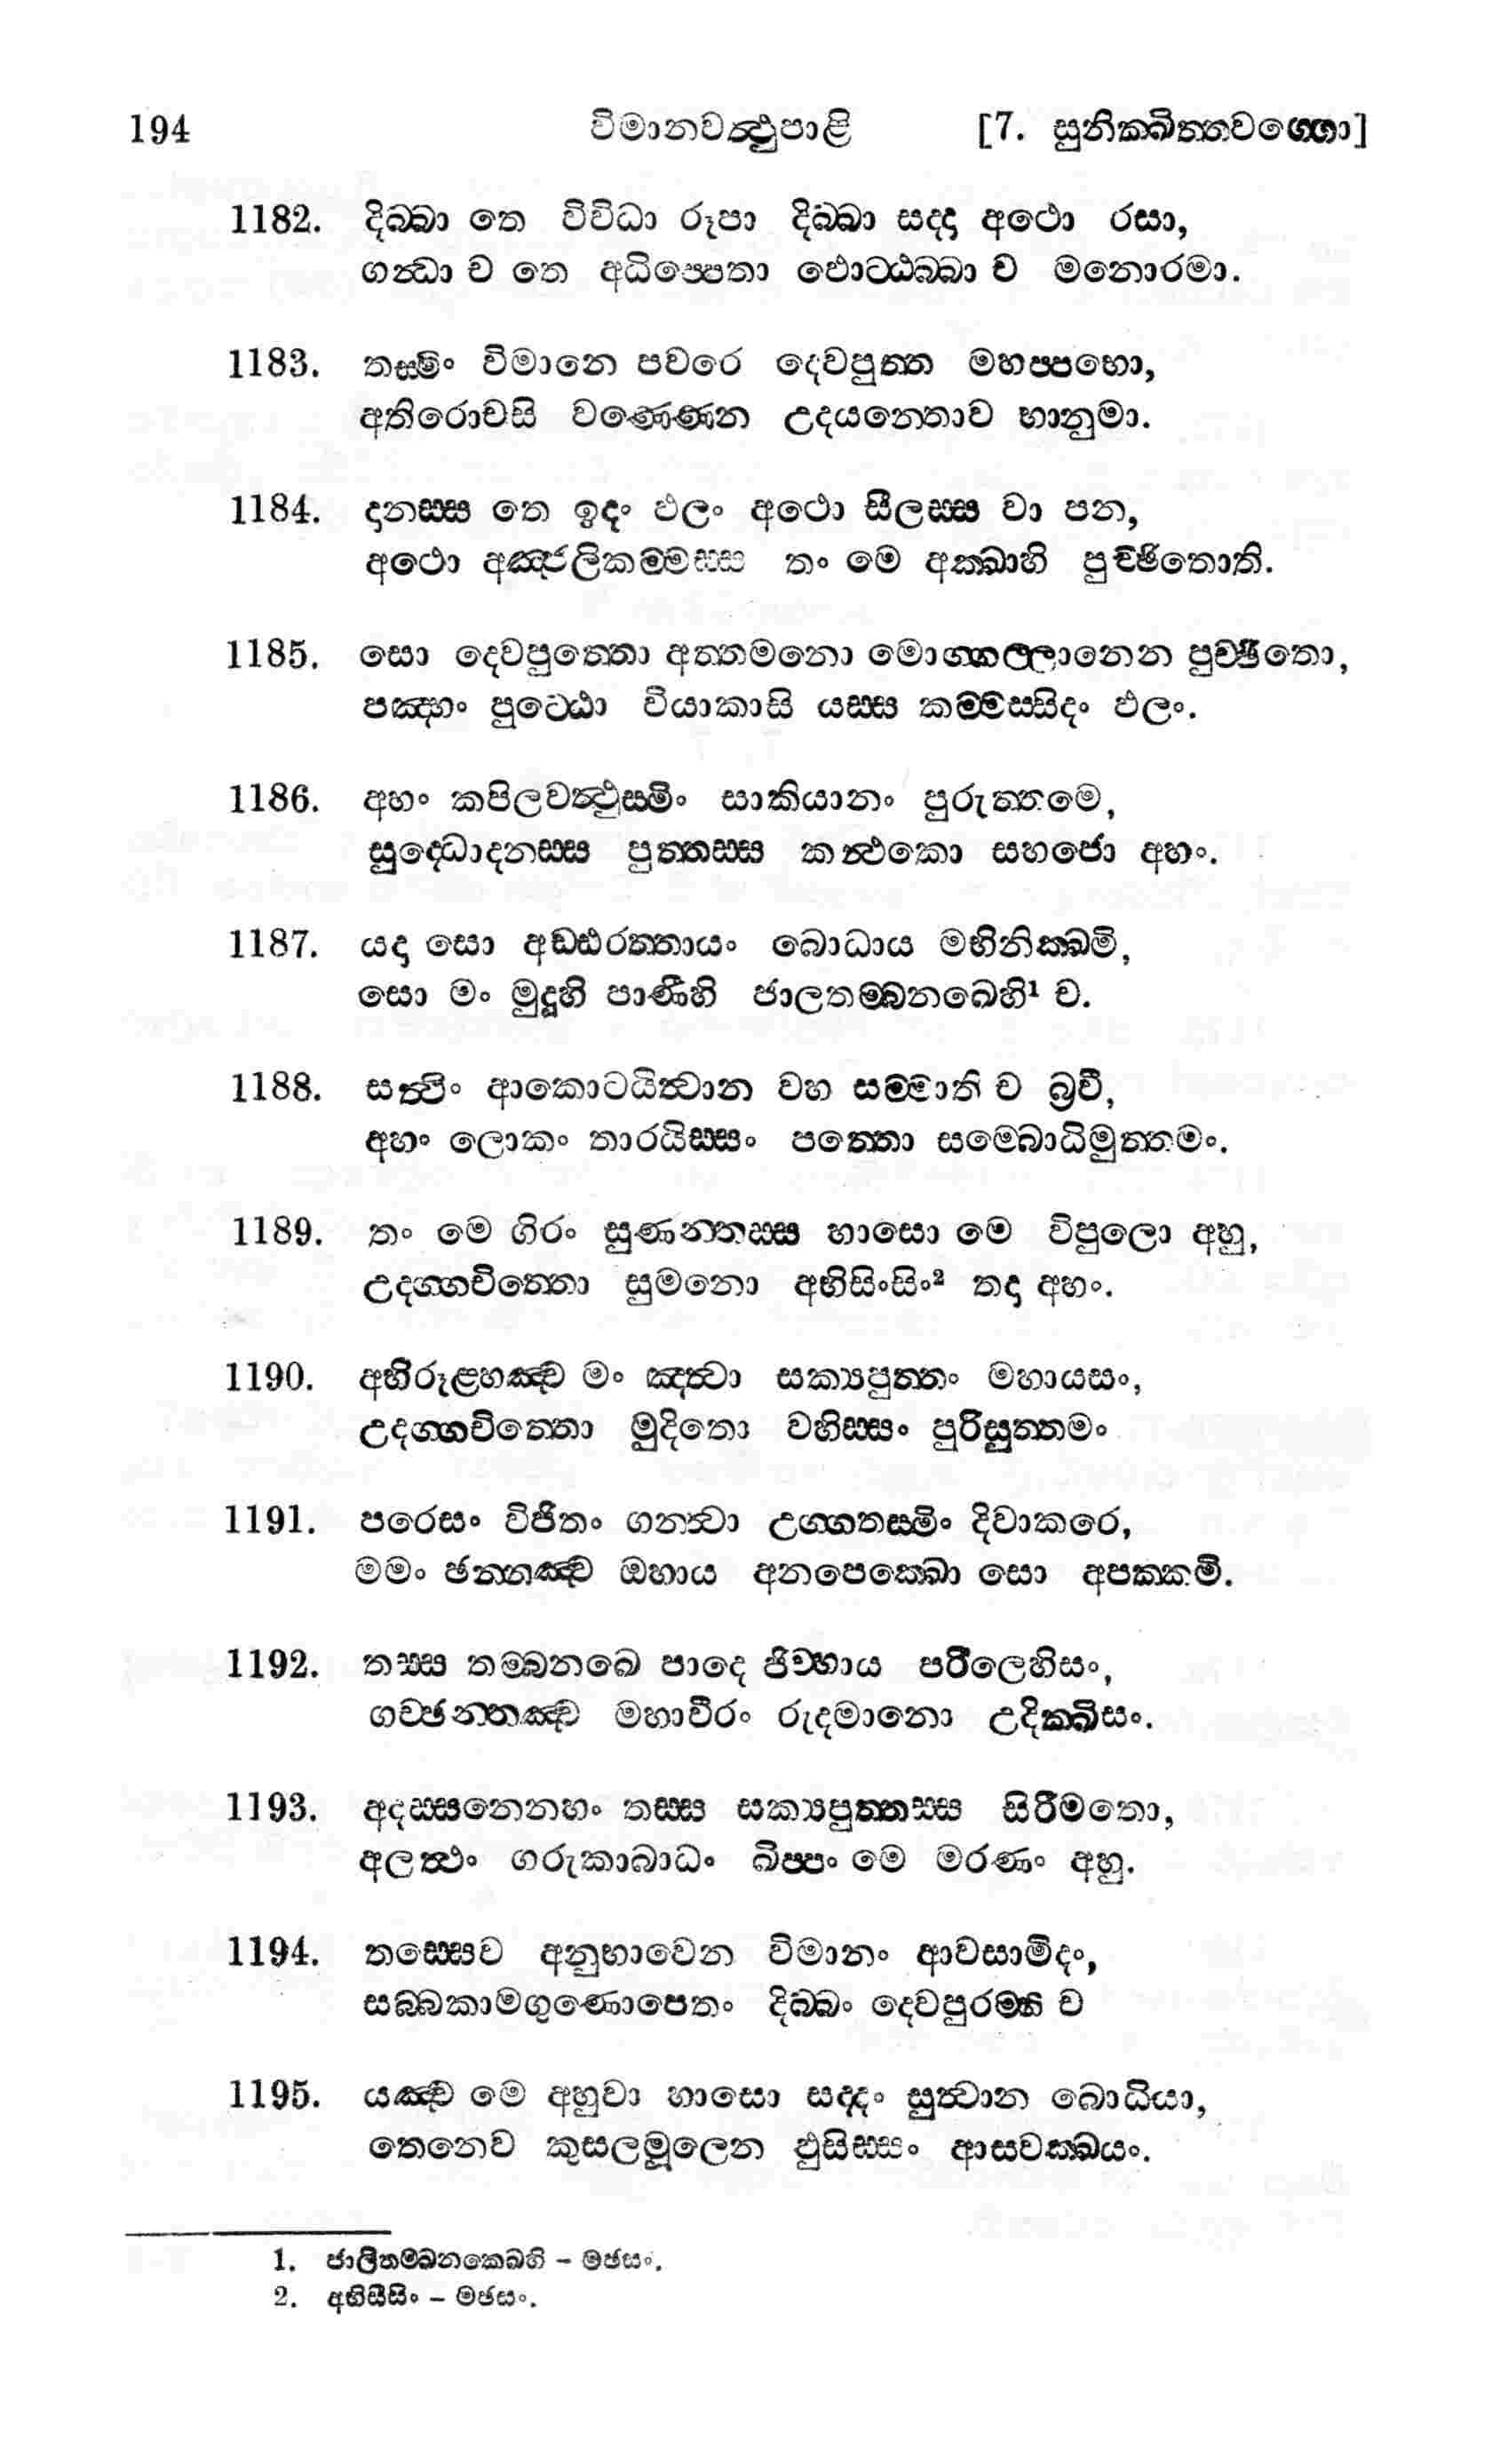 194 විමානවත්‍ථුපාළි [7. සුනික‍්ඛිත‍්තවග‍්ගො]
1182. දිබ‍්බා තෙ විවිධා රූපා දිබ‍්බා සද‍්දා අථො රසා,
ගන්‍ධා ච තෙ අධිප‍්පෙතා ඵොට‍්ඨබ‍්බා ච මනොරමා.
1183. තස‍්මිං විමානෙ පවරෙ දෙවපුත‍්ත මහප‍්පභො,
අතිරොචසි වණ‍්ණෙන උදයන‍්තොව භානුමා.
1184. දානස‍්ස තෙ ඉදං ඵලං අථො සීලස‍්ස වා පන,
අථො අඤ‍්ජලිකම‍්මස‍්ස තං මෙ අක‍්ඛාහි පුච‍්ඡිතොති.
1185. සො දෙවපුත‍්තො අත‍්තමනො මොග‍්ගල‍්ලානෙන පුච‍්ඡිතො,
පඤ‍්හං පුට‍්ඨො වියාකාසි යස‍්ස කම‍්මස‍්සිදං ඵලං.
1186. අහං කපිලවත්‍ථුස‍්මිං සාකියානං පුරුත‍්තමෙ,
සුද‍්ධොදනස‍්ස පුත‍්තස‍්ස කන්‍ථකො සහජො අහං.
1187. යදා සො අඩ‍්ඪරත‍්තායං බොධාය මභිනික‍්ඛමි,
සො මං මුදූහි පාණීහි ජාලතම‍්බනඛෙහි¹ ච.
1188. සත්‍ථිං ආකොටයිත්‍වාන වහ සම‍්මාති ච බ්‍රවී,
අහං ලොකං තාරයිස‍්සං පත‍්තො සම‍්බොධිමුත‍්තමං.
1189. තං මෙ ගිරං සුණන‍්තස‍්ස හාසො මෙ විපුලො අහු,
උදග‍්ගචිත‍්තො සුමනො අභිසිංසිං² තදා අහං.
1190. අභිරූළ‍්හඤ‍්ච මං ඤත්‍වා සක්‍යපුත‍්තං මහායසං,
උදග‍්ගචිත‍්තො මුදිතො වහිස‍්සං පුරිසුත‍්තමං
1191. පරෙසං විජිතං ගන්‍ත්‍වා උග‍්ගතස‍්මිං දිවාකරෙ,
මමං ඡන‍්නඤ‍්ච ඔහාය අනපෙක‍්ඛො සො අපක‍්කමි.
1192. තස‍්ස තම‍්බනඛෙ පාදෙ ජිව‍්හාය පරිලෙහිසං,
ගච‍්ඡන‍්තඤ‍්ච මහාවීරං රුදමානො උදික‍්ඛිසං.
1193. අදස‍්සනෙනහං තස‍්ස සක්‍යපුත‍්තස‍්ස සිරීමතො,
අලත්‍ථං ගරුකාබාධං ඛිප‍්පං මෙ මරණං අහු.
1194. තස‍්සෙව අනුභාවෙන විමානං ආවසාමිදං,
සබ‍්බකාමගුණොපෙතං දිබ‍්බං දෙවපුරම‍්හි ච
1195. යඤ‍්ච මෙ අහුවා හාසො සද‍්දං සුත්‍වාන බොධියා,
තෙනෙව කුසලමූලෙන ඵුසිස‍්සං ආසවක‍්ඛයං.
1. ජාලිතම‍්බනක‍්ඛෙහි – මඡසං.
2. අභිසීසිං – මඡසං.